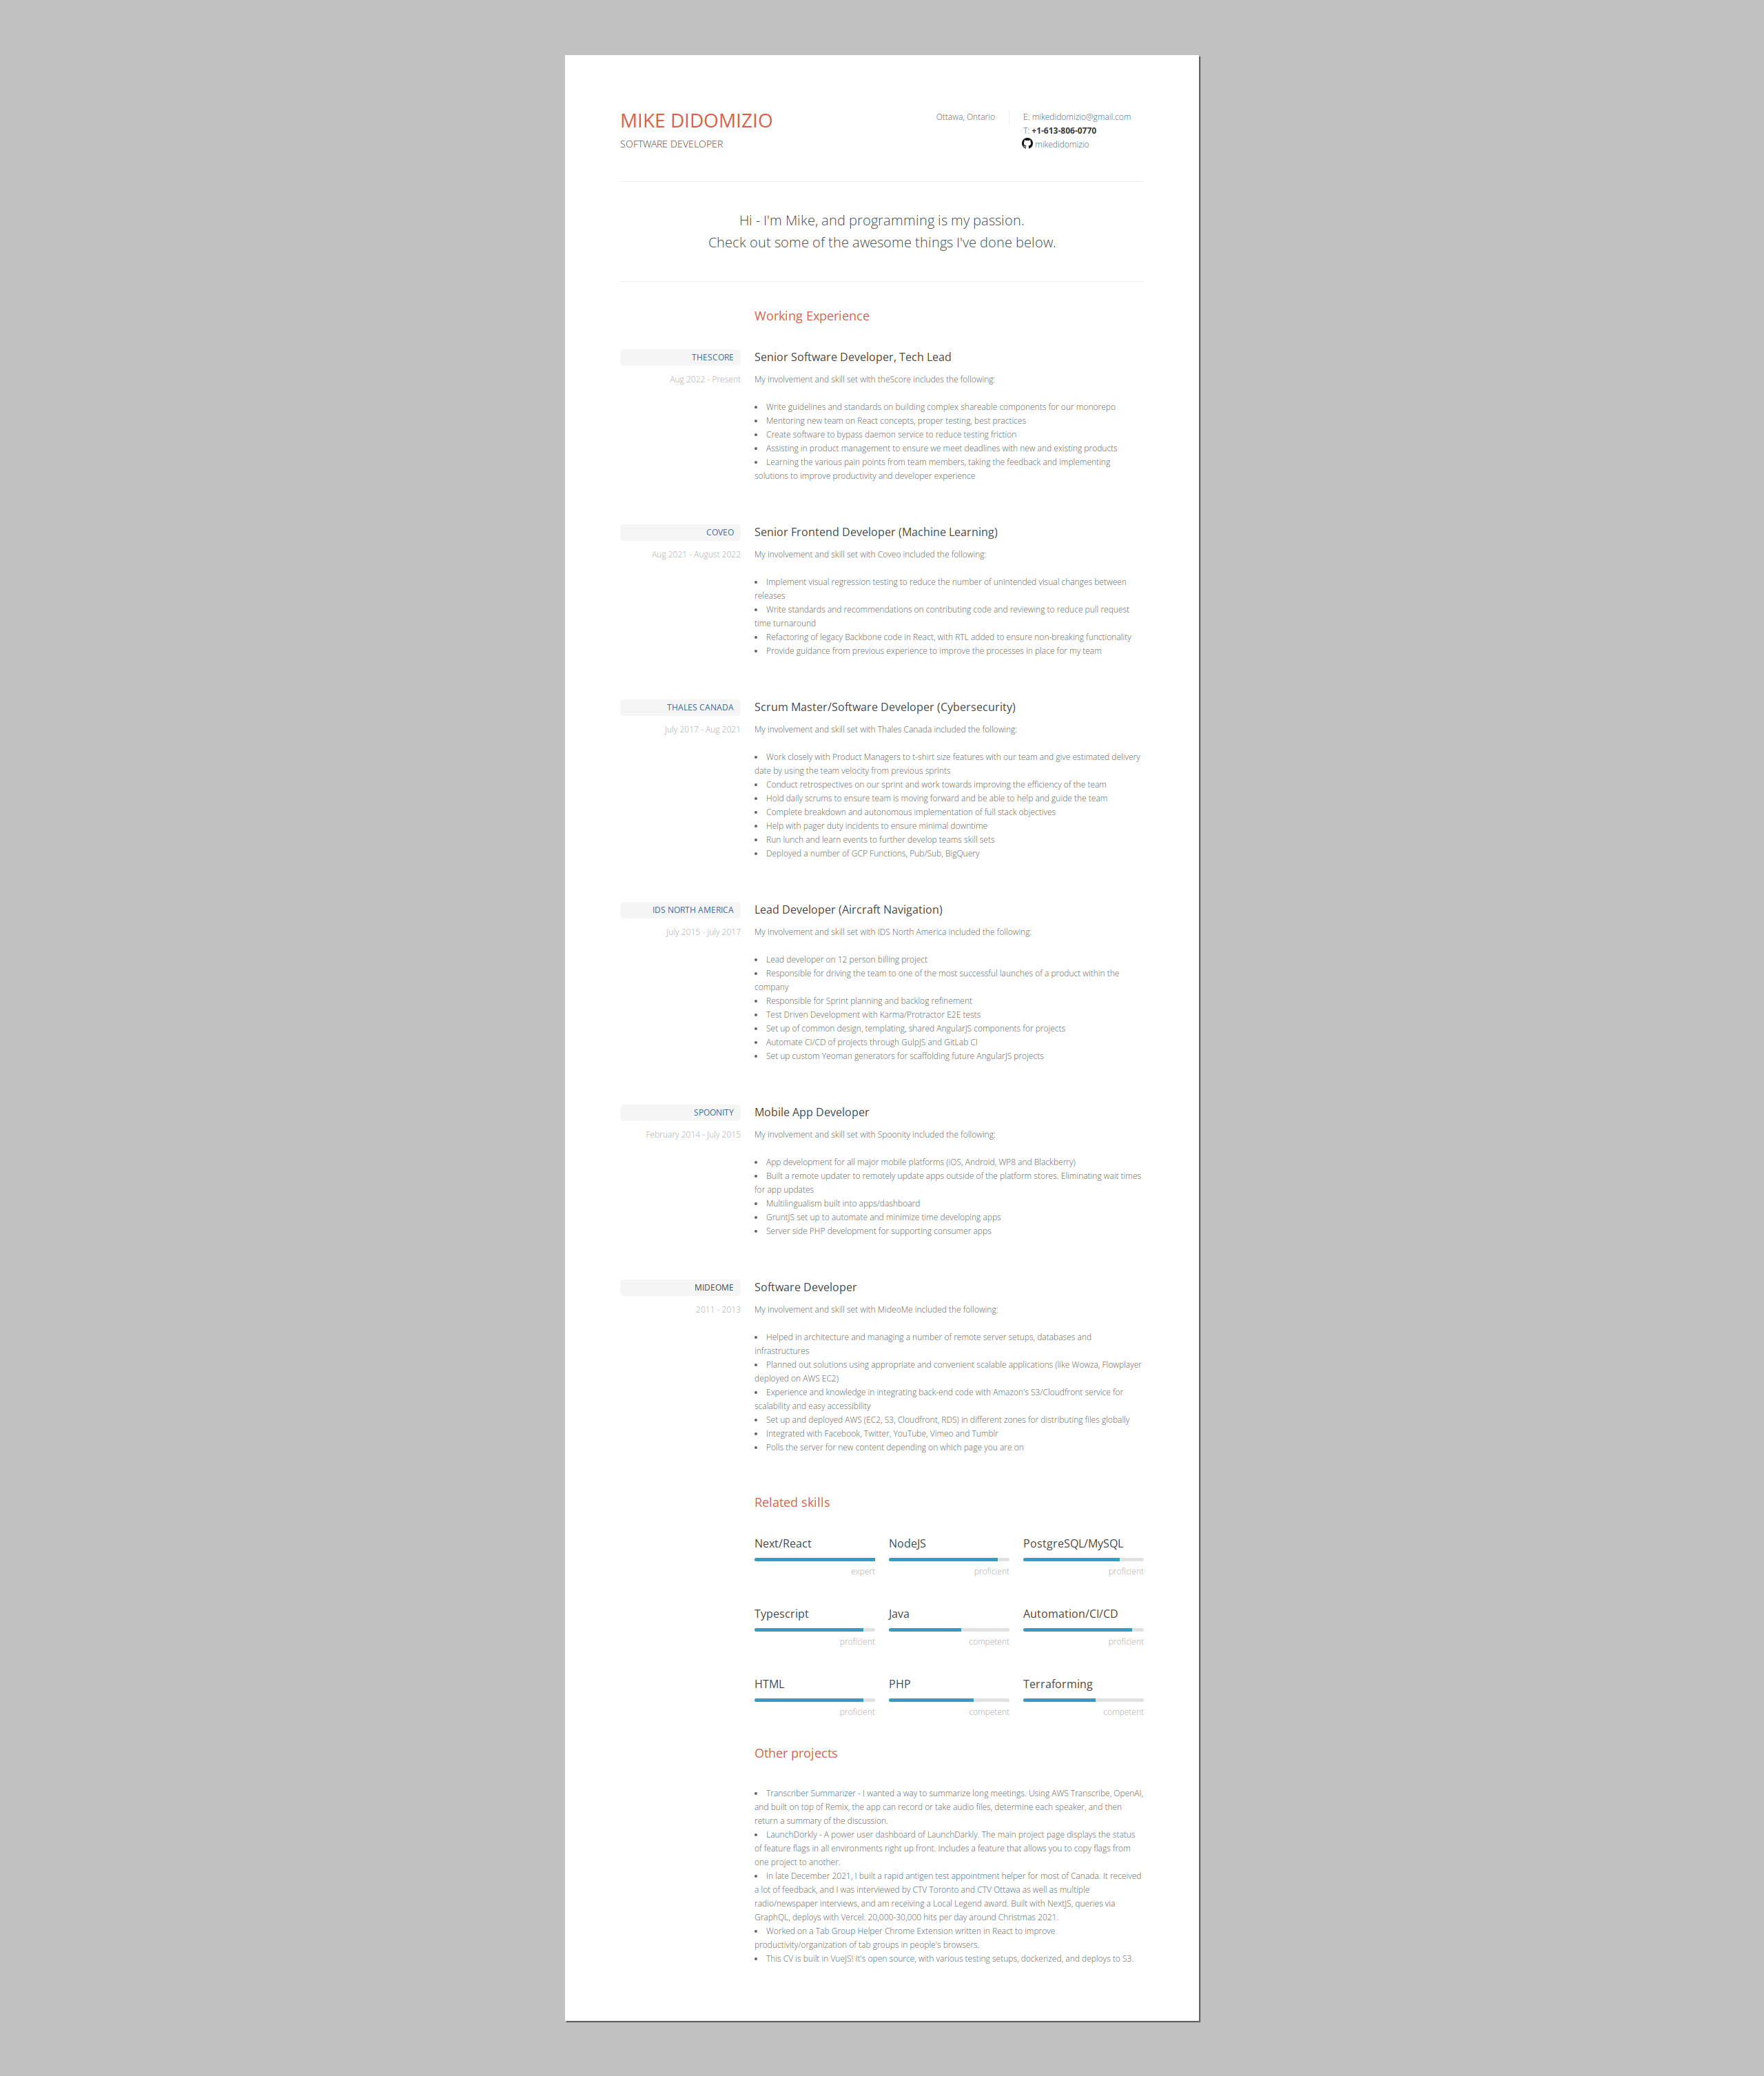 MIKE DIDOMIZIO
SOFTWARE DEVELOPER
Ottawa, Ontario
E: mikedidomizio@gmail.com
T: +1-613-806-0770
mikedidomizio
Hi - I'm Mike, and programming is my passion.
Check out some of the awesome things I've done below.
Working Experience
THESCORE
Aug 2022 - Present
Senior Software Developer, Tech Lead
My involvement and skill set with theScore includes the following:
• Write guidelines and standards on building complex shareable components for our monorepo
• Mentoring new team on React concepts, proper testing, best practices
• Create software to bypass daemon service to reduce testing friction
• Assisting in product management to ensure we meet deadlines with new and existing products
• Learning the various pain points from team members, taking the feedback and implementing
solutions to improve productivity and developer experience
COVEO
Aug 2021 - August 2022
Senior Frontend Developer (Machine Learning)
My involvement and skill set with Coveo included the following:
• Implement visual regression testing to reduce the number of unintended visual changes between
releases
• Write standards and recommendations on contributing code and reviewing to reduce pull request
time turnaround
• Refactoring of legacy Backbone code in React, with RTL added to ensure non-breaking functionality
• Provide guidance from previous experience to improve the processes in place for my team
THALES CANADA
July 2017 - Aug 2021
Scrum Master/Software Developer (Cybersecurity)
My involvement and skill set with Thales Canada included the following:
• Work closely with Product Managers to t-shirt size features with our team and give estimated delivery
date by using the team velocity from previous sprints
• Conduct retrospectives on our sprint and work towards improving the efficiency of the team
• Hold daily scrums to ensure team is moving forward and be able to help and guide the team
• Complete breakdown and autonomous implementation of full stack objectives
• Help with pager duty incidents to ensure minimal downtime
• Run lunch and learn events to further develop teams skill sets
• Deployed a number of GCP Functions, Pub/Sub, BigQuery
IDS NORTH AMERICA
July 2015 - July 2017
Lead Developer (Aircraft Navigation)
My involvement and skill set with IDS North America included the following:
• Lead developer on 12 person billing project
• Responsible for driving the team to one of the most successful launches of a product within the
company
• Responsible for Sprint planning and backlog refinement
• Test Driven Development with Karma/Protractor E2E tests
• Set up of common design, templating, shared AngularJS components for projects
• Automate CI/CD of projects through GulpJS and GitLab CI
• Set up custom Yeoman generators for scaffolding future AngularJS projects
SPOONITY
February 2014 - July 2015
Mobile App Developer
My involvement and skill set with Spoonity included the following:
• App development for all major mobile platforms (iOS, Android, WP8 and Blackberry)
• Built a remote updater to remotely update apps outside of the platform stores. Eliminating wait times
for app updates
• Multilingualism built into apps/dashboard
• GruntJS set up to automate and minimize time developing apps
• Server side PHP development for supporting consumer apps
MIDEOME
2011 - 2013
Software Developer
My involvement and skill set with MideoMe included the following:
• Helped in architecture and managing a number of remote server setups, databases and
infrastructures
• Planned out solutions using appropriate and convenient scalable applications (like Wowza, Flowplayer
deployed on AWS EC2)
• Experience and knowledge in integrating back-end code with Amazon's S3/Cloudfront service for
scalability and easy accessibility
• Set up and deployed AWS (EC2, S3, Cloudfront, RDS) in different zones for distributing files globally
• Integrated with Facebook, Twitter, YouTube, Vimeo and Tumblr
• Polls the server for new content depending on which page you are on
Related skills
Next/React NodeJS PostgreSQL/MySQL
expert proficient proficient
Typescript Java Automation/CI/CD
proficient competent proficient
HTML PHP Terraforming
proficient competent competent
Other projects
• Transcriber Summarizer - I wanted a way to summarize long meetings. Using AWS Transcribe, OpenAI,
and built on top of Remix, the app can record or take audio files, determine each speaker, and then
return a summary of the discussion.
• LaunchDorkly - A power user dashboard of LaunchDarkly. The main project page displays the status
of feature flags in all environments right up front. Includes a feature that allows you to copy flags from
one project to another.
• In late December 2021, I built a rapid antigen test appointment helper for most of Canada. It received
a lot of feedback, and I was interviewed by CTV Toronto and CTV Ottawa as well as multiple
radio/newspaper interviews, and am receiving a Local Legend award. Built with NextJS, queries via
GraphQL, deploys with Vercel. 20,000-30,000 hits per day around Christmas 2021.
• Worked on a Tab Group Helper Chrome Extension written in React to improve
productivity/organization of tab groups in people's browsers.
• This CV is built in VueJS! It's open source, with various testing setups, dockerized, and deploys to S3.